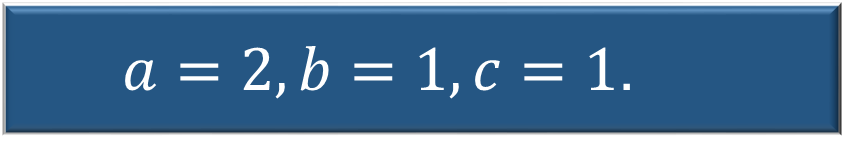 a = 2, b = 1, c = 1.